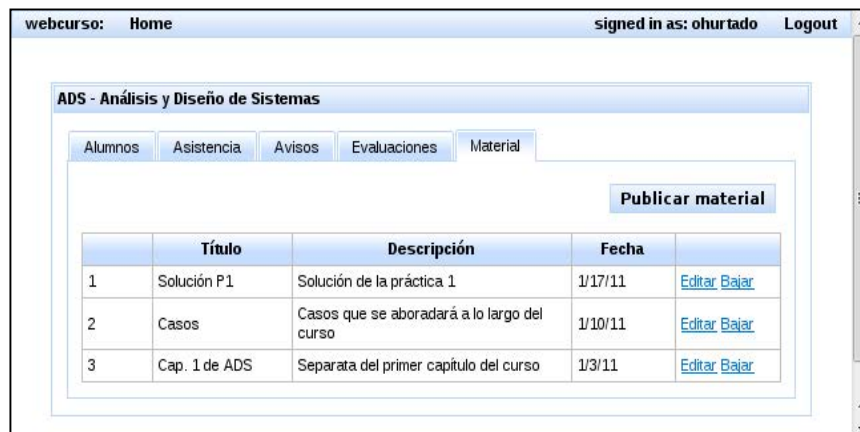 webcurso: Home signed in as: ohurtado Logout
ADS - Análisis y Diseño de Sistemas
Alumnos Asistencia Avisos Evaluaciones Material
Publicar material
Título Descripción Fecha
1 Solución P1 Solución de la práctica 1 1/17/11 Editar Bajar
2 Casos Casos que se aboradará a lo largo del
curso 1/10/11 Editar Bajar
3 Cap. 1 de ADS Separata del primer capítulo del curso 1/3/11 Editar Bajar